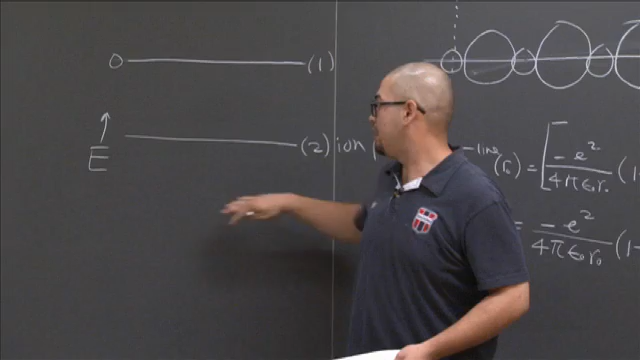 0 (1)
E
(2) ion line (r₀) = [ -e² / 4πϵ₀r₀ (1-
= -e² / 4πϵ₀r₀ (1-